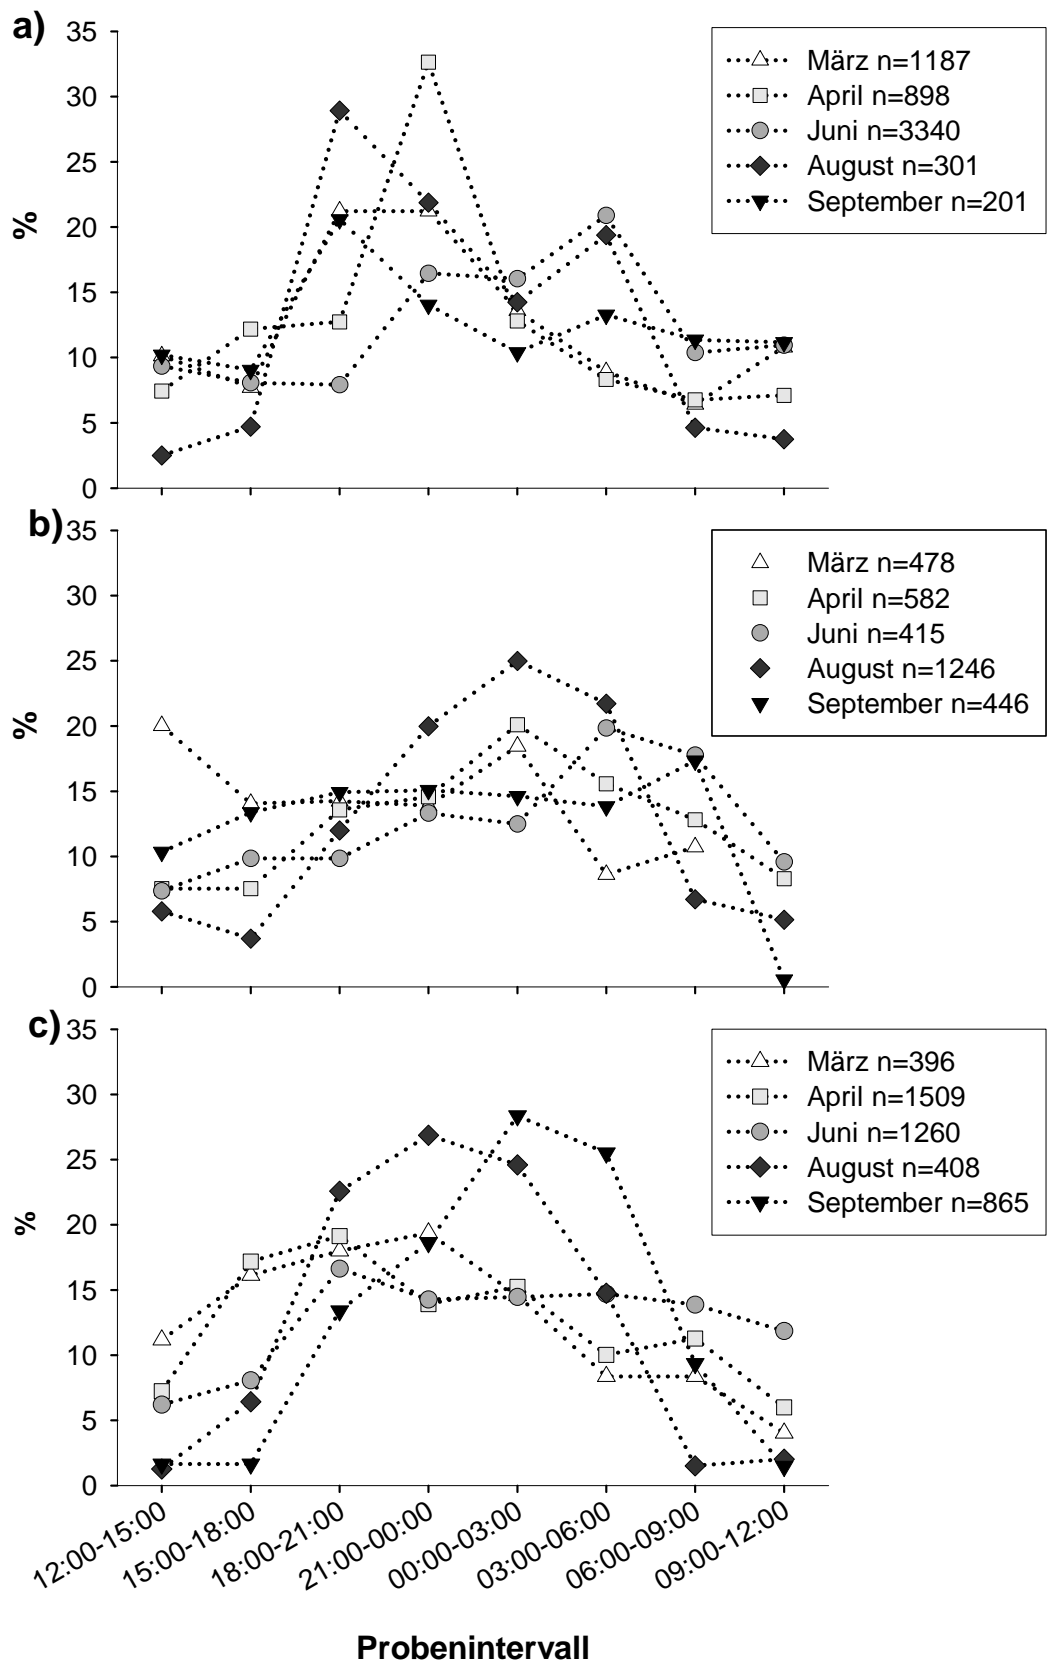 a)
35
30
25
20
15
10
5
0
%
März n=1187
April n=898
Juni n=3340
August n=301
September n=201
b)
35
30
25
20
15
10
5
0
%
März n=478
April n=582
Juni n=415
August n=1246
September n=446
c)
35
30
25
20
15
10
5
0
%
März n=396
April n=1509
Juni n=1260
August n=408
September n=865
12:00-15:00
15:00-18:00
18:00-21:00
21:00-00:00
00:00-03:00
03:00-06:00
06:00-09:00
09:00-12:00
Probenintervall